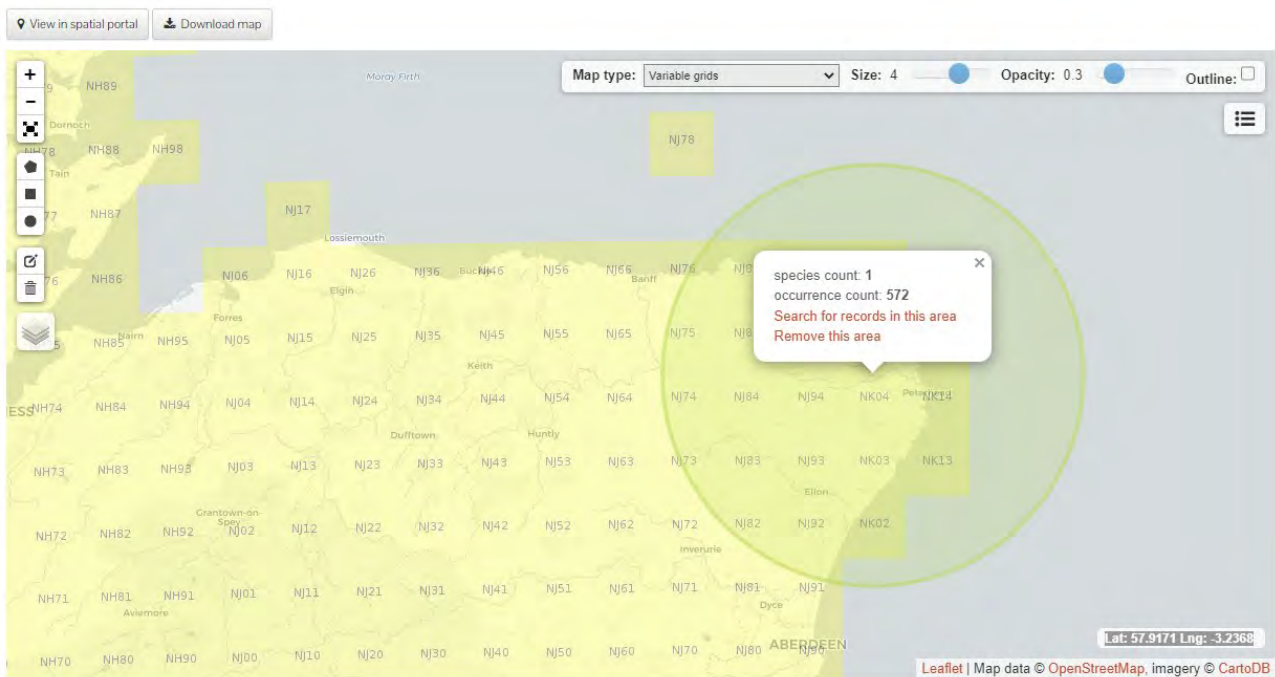 View in spatial portal Download map
+
−
Map type: Variable grids Size: 4 Opacity: 0.3 Outline:
Moray Firth
NH89
Dornoch
NH78 NH88 NH98 NJ78
Tain
77 NH87 NJ17
Lossiemouth
76 NH86 NJ06 NJ16 NJ26 NJ36 NJ46 NJ56 NJ66 NJ76
Banff
Elgin
species count: 1
occurrence count: 572
Search for records in this area
Remove this area
×
Forres
Nairn
NH85 NH95 NJ05 NJ15 NJ25 NJ35 NJ45 NJ55 NJ65 NJ75
Keith
ESS NH74 NH84 NH94 NJ04 NJ14 NJ24 NJ34 NJ44 NJ54 NJ64 NJ74 NJ84 NJ94 NK04 NK14
Dufftown Huntly
NH73 NH83 NH93 NJ03 NJ13 NJ23 NJ33 NJ43 NJ53 NJ63 NJ73 NJ83 NJ93 NK03 NK13
Ellon
Grantown-on-
Spey
NH72 NH82 NH92 NJ02 NJ12 NJ22 NJ32 NJ42 NJ52 NJ62 NJ72 NJ82 NJ92 NK02
Inverurie
NH71 NH81 NH91 NJ01 NJ11 NJ21 NJ31 NJ41 NJ51 NJ61 NJ71 NJ81 NJ91
Aviemore Dyce
ABERDEEN
NH70 NH80 NH90 NJ00 NJ10 NJ20 NJ30 NJ40 NJ50 NJ60 NJ70 NJ80 NJ90
Lat: 57.9171 Lng: -3.2368
Leaflet | Map data © OpenStreetMap, imagery © CartoDB